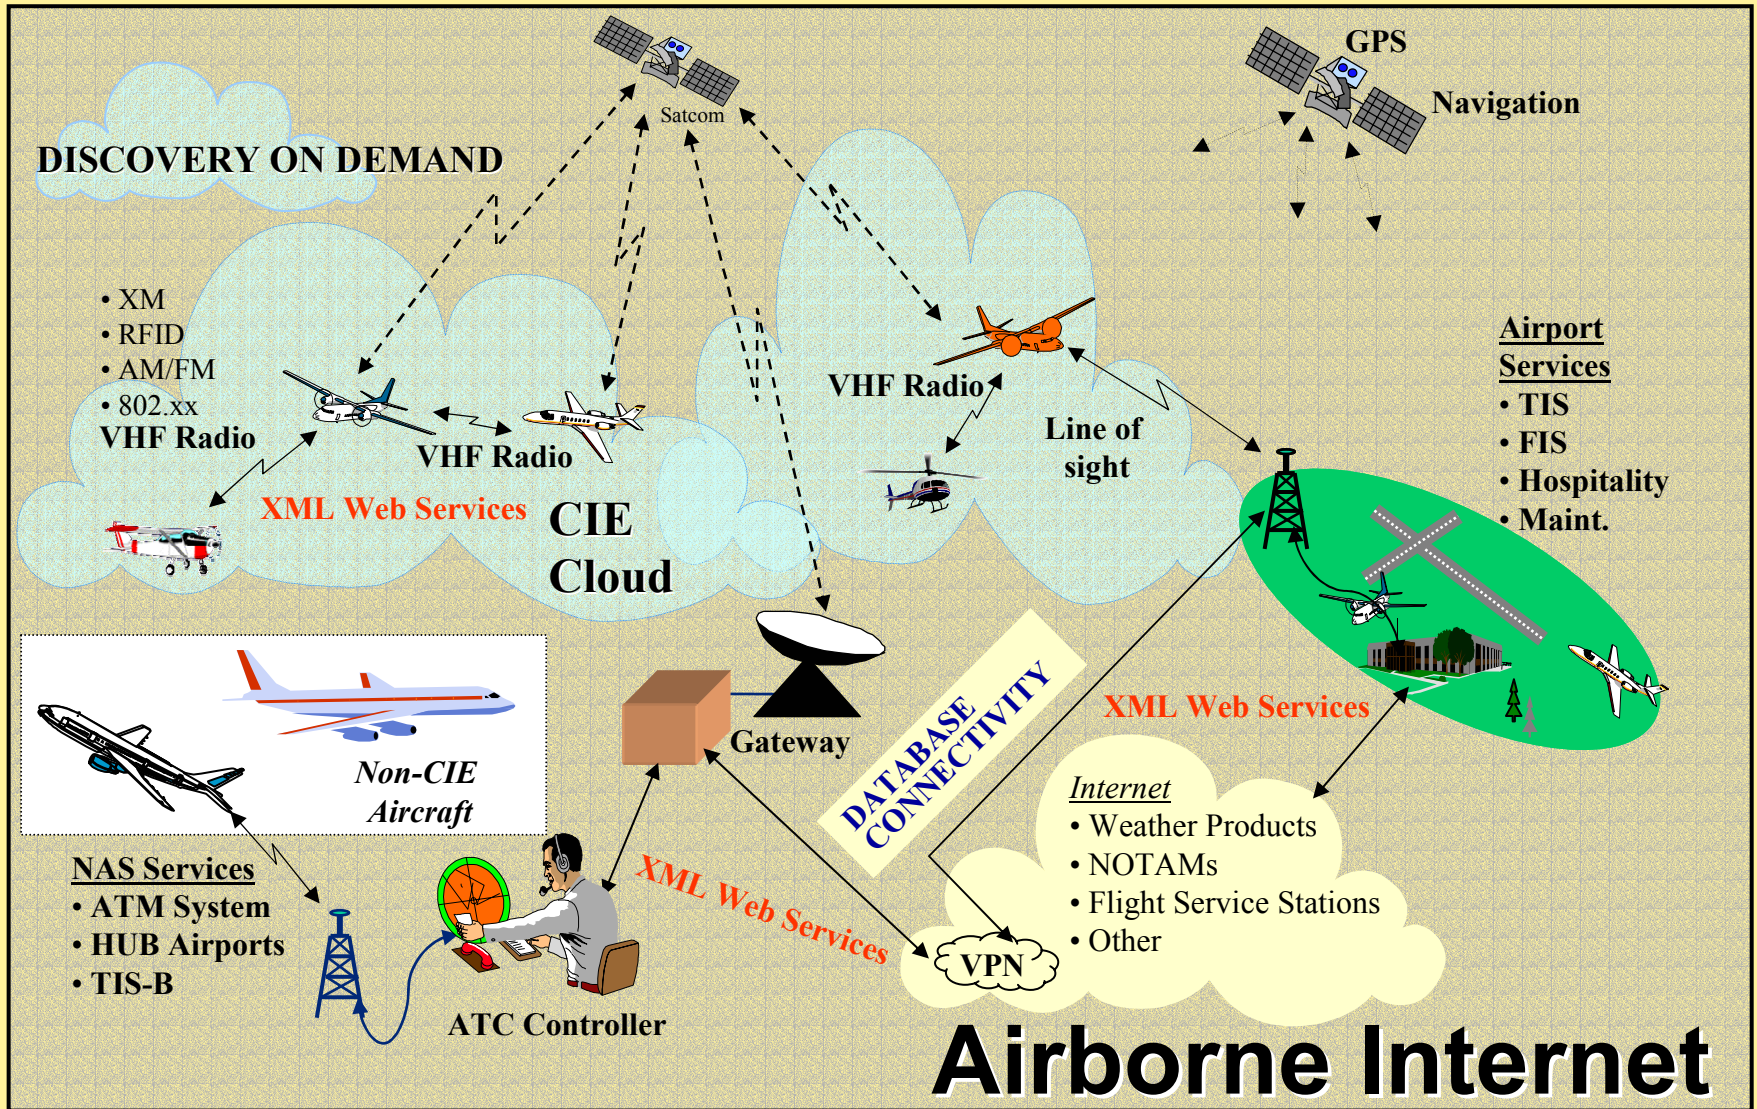 GPS
Navigation
Satcom
DISCOVERY ON DEMAND
• XM
• RFID
• AM/FM
• 802.xx
VHF Radio
VHF Radio
XML Web Services
CIE
Cloud
VHF Radio
Line of
sight
Airport
Services
• TIS
• FIS
• Hospitality
• Maint.
Non-CIE
Aircraft
Gateway
DATABASE
CONNECTIVITY
XML Web Services
NAS Services
• ATM System
• HUB Airports
• TIS-B
ATC Controller
XML Web Services
Internet
• Weather Products
• NOTAMs
• Flight Service Stations
• Other
VPN
Airborne Internet